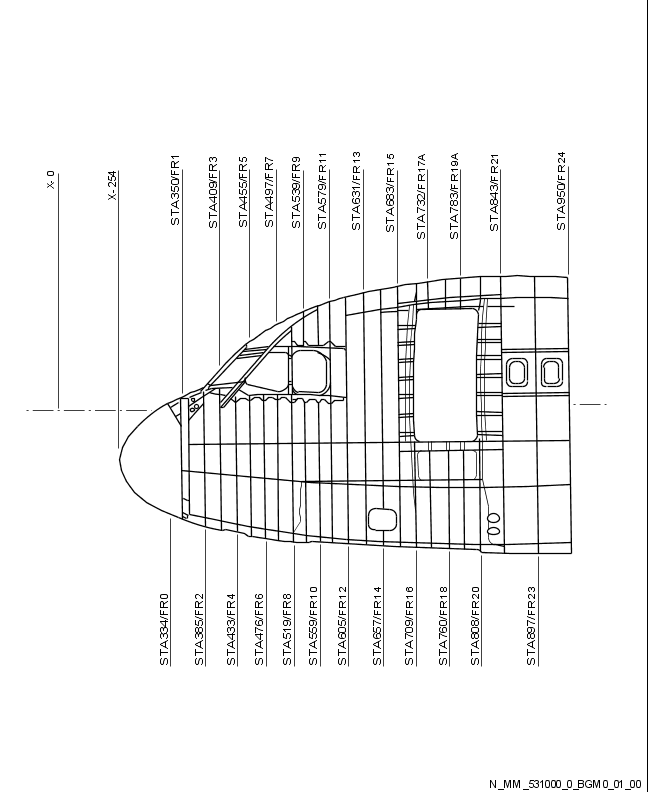 X-0
X-254
STA350/FR1
STA409/FR3
STA455/FR5
STA497/FR7
STA539/FR9
STA579/FR11
STA631/FR13
STA683/FR15
STA732/FR17A
STA783/FR19A
STA843/FR21
STA950/FR24
STA334/FR0
STA385/FR2
STA433/FR4
STA476/FR6
STA519/FR8
STA559/FR10
STA605/FR12
STA657/FR14
STA709/FR16
STA760/FR18
STA808/FR20
STA897/FR23
N_MM_531000_0_BGM0_01_00